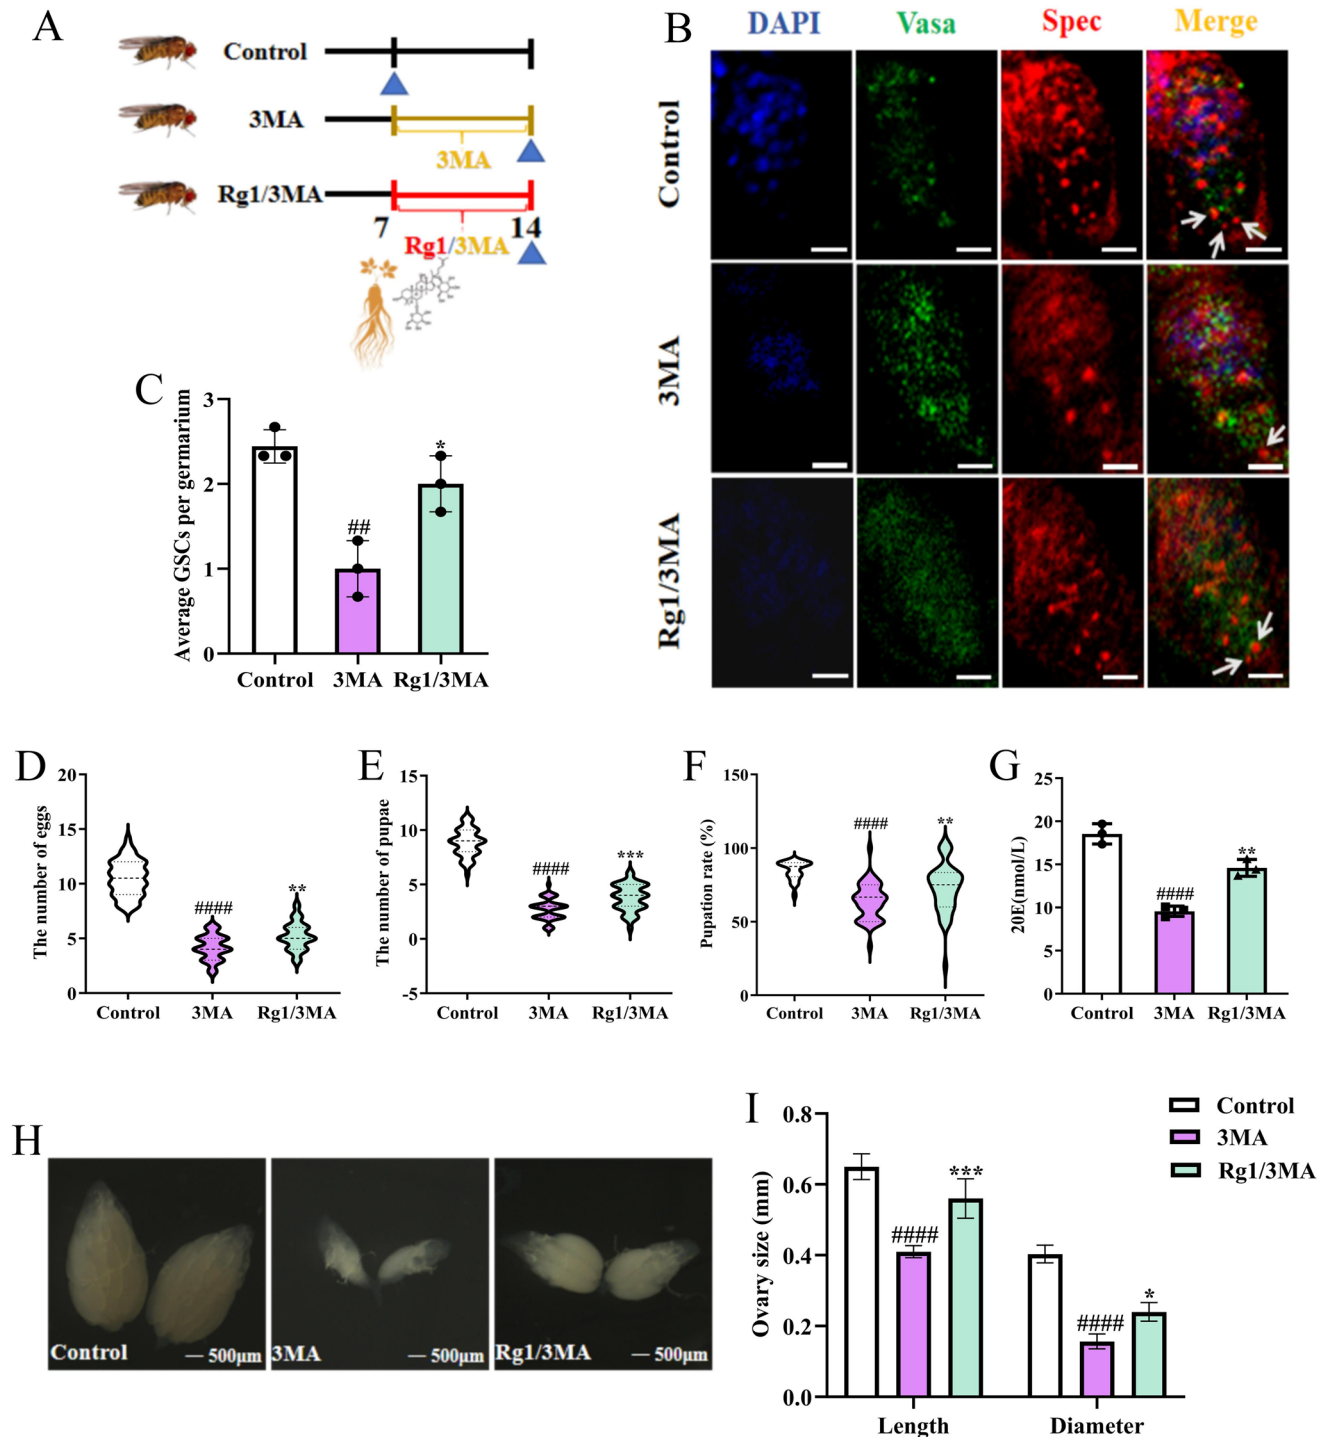 A
Control
3MA
3MA
Rg1/3MA
7
14
Rg1/3MA
B
DAPI
Vasa
Spec
Merge
Control
3MA
Rg1/3MA
C
Average GSCs per germarium
3
2
1
0
##
*
Control
3MA
Rg1/3MA
D
The number of eggs
20
15
10
5
0
####
**
Control
3MA
Rg1/3MA
E
The number of pupae
15
10
5
0
-5
####
***
Control
3MA
Rg1/3MA
F
Pupation rate (%)
150
100
50
0
####
**
Control
3MA
Rg1/3MA
G
20E(nmol/L)
25
20
15
10
5
0
####
**
Control
3MA
Rg1/3MA
H
Control
500μm
3MA
500μm
Rg1/3MA
500μm
I
Ovary size (mm)
0.8
0.6
0.4
0.2
0.0
####
***
####
*
Length
Diameter
Control
3MA
Rg1/3MA